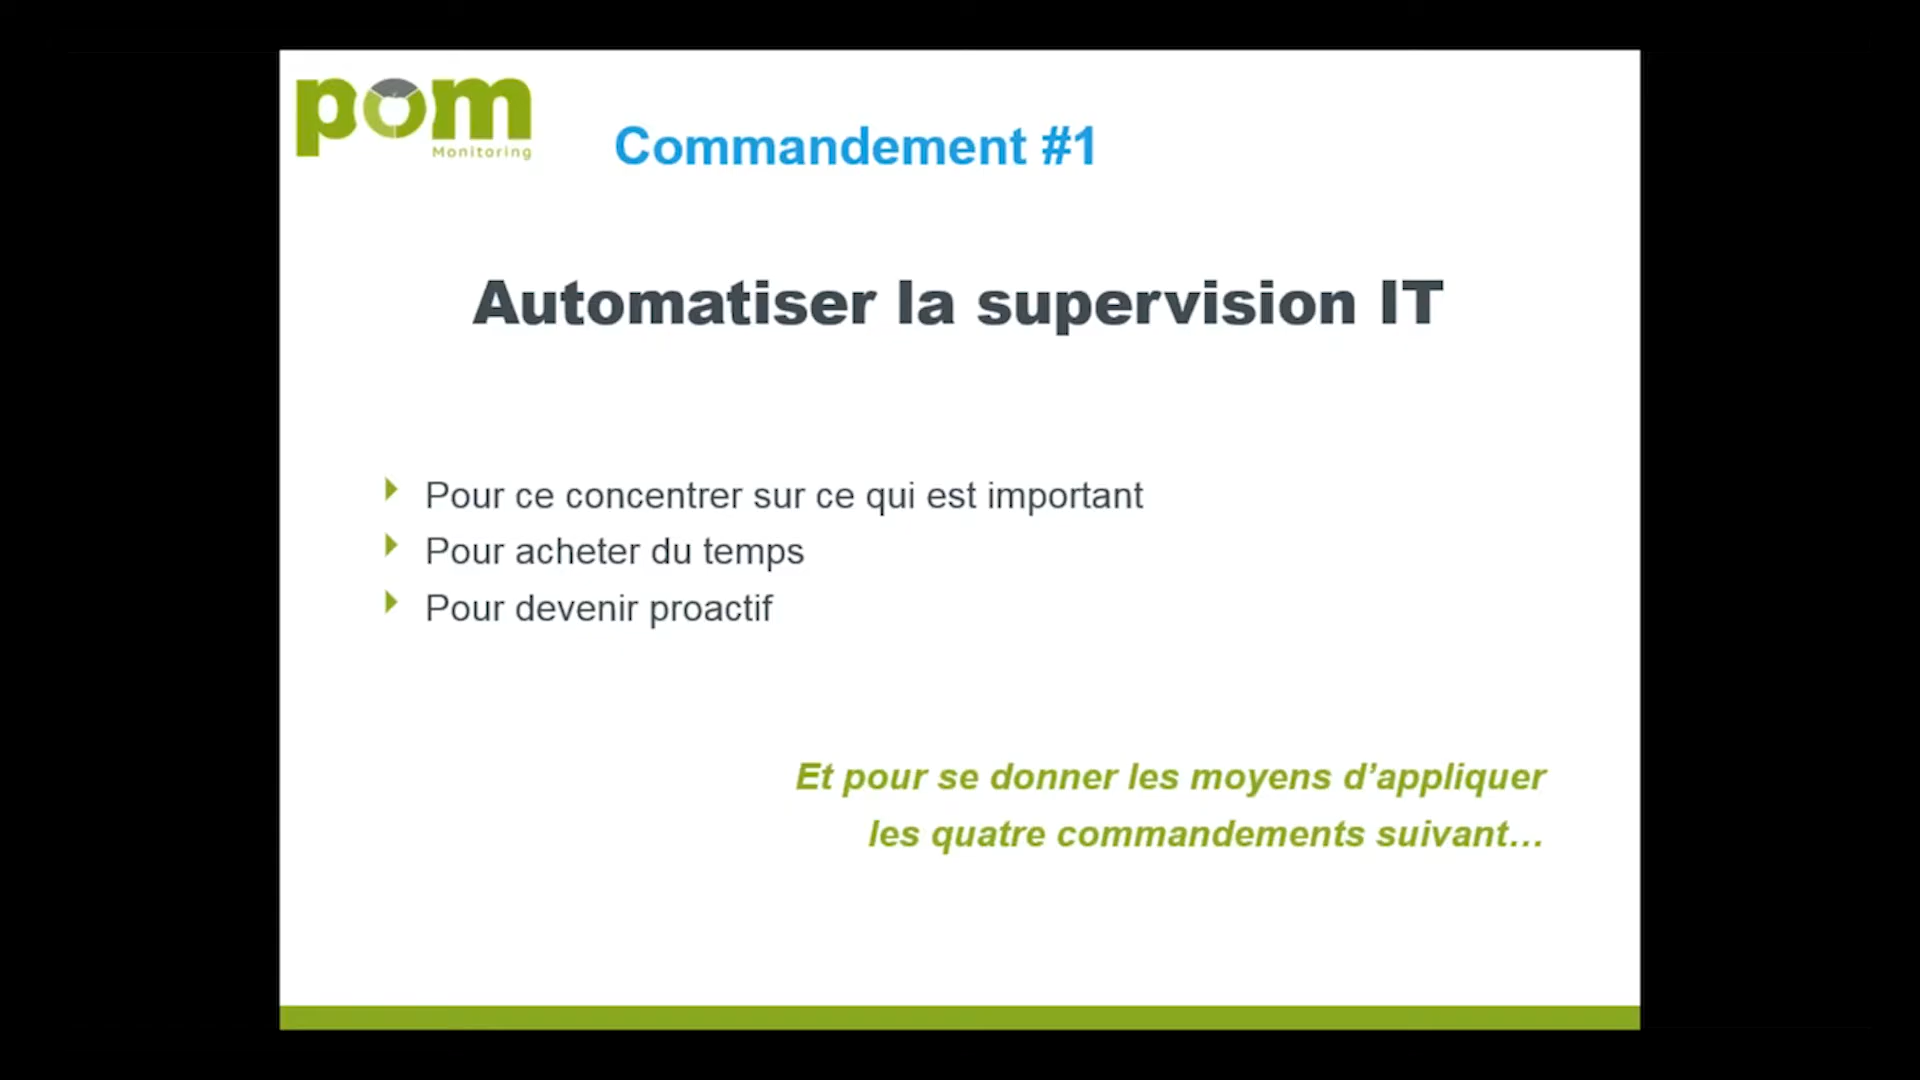 pom
Monitoring
Commandement #1
Automatiser la supervision IT
Pour ce concentrer sur ce qui est important
Pour acheter du temps
Pour devenir proactif
Et pour se donner les moyens d’appliquer
les quatre commandements suivant…